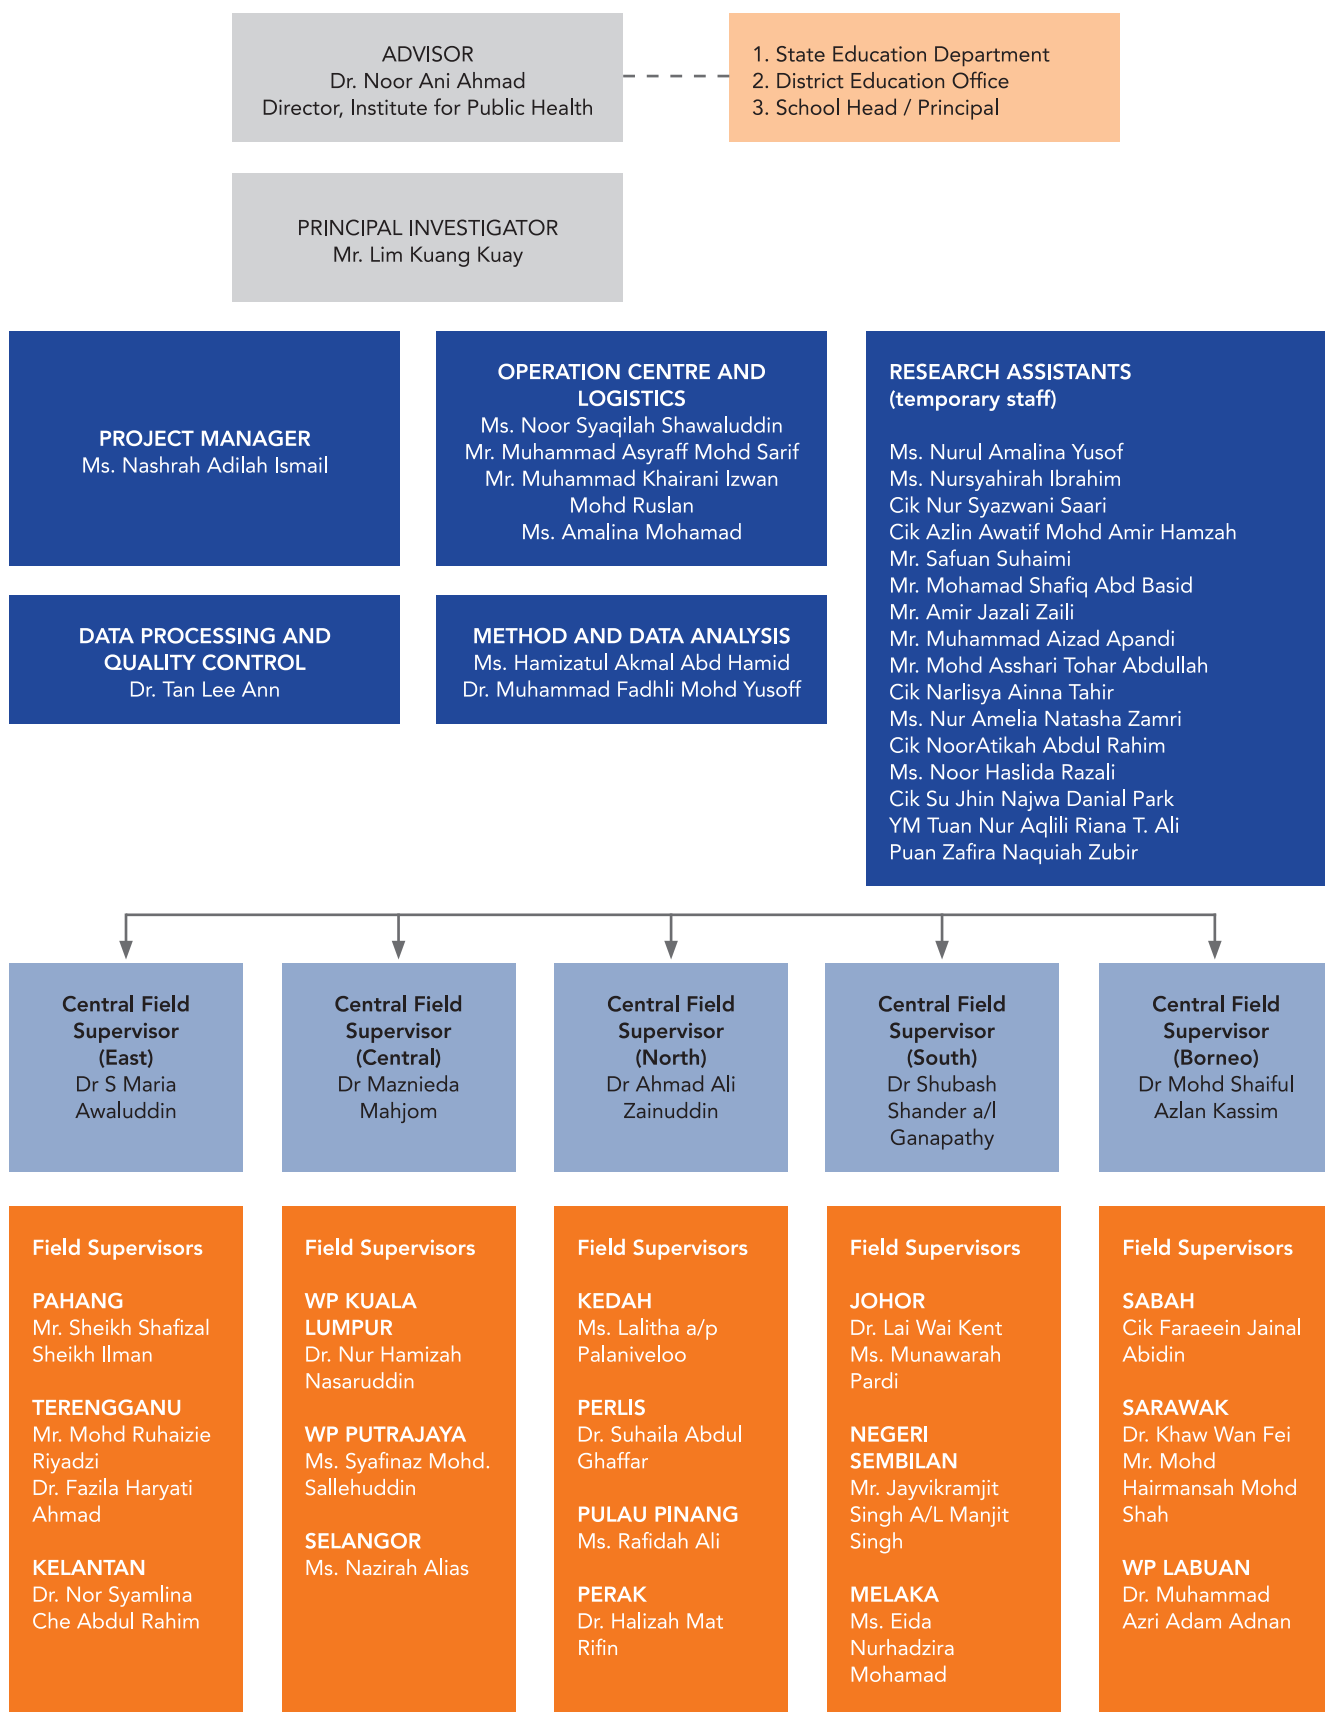 ADVISOR
Dr. Noor Ani Ahmad
Director, Institute for Public Health
1. State Education Department
2. District Education Office
3. School Head / Principal
PRINCIPAL INVESTIGATOR
Mr. Lim Kuang Kuay
PROJECT MANAGER
Ms. Nashrah Adilah Ismail
OPERATION CENTRE AND
LOGISTICS
Ms. Noor Syaqilah Shawaluddin
Mr. Muhammad Asyraff Mohd Sarif
Mr. Muhammad Khairani Izwan
Mohd Ruslan
Ms. Amalina Mohamad
RESEARCH ASSISTANTS
(temporary staff)
Ms. Nurul Amalina Yusof
Ms. Nursyahirah Ibrahim
Cik Nur Syazwani Saari
Cik Azlin Awatif Mohd Amir Hamzah
Mr. Safuan Suhaimi
Mr. Mohamad Shafiq Abd Basid
Mr. Amir Jazali Zaili
Mr. Muhammad Aizad Apandi
Mr. Mohd Asshari Tohar Abdullah
Cik Narlisya Ainna Tahir
Ms. Nur Amelia Natasha Zamri
Cik NoorAtikah Abdul Rahim
Ms. Noor Haslida Razali
Cik Su Jhin Najwa Danial Park
YM Tuan Nur Aqlili Riana T. Ali
Puan Zafira Naquiah Zubir
DATA PROCESSING AND
QUALITY CONTROL
Dr. Tan Lee Ann
METHOD AND DATA ANALYSIS
Ms. Hamizatul Akmal Abd Hamid
Dr. Muhammad Fadhli Mohd Yusoff
Central Field
Supervisor
(East)
Dr S Maria
Awaluddin
Central Field
Supervisor
(Central)
Dr Maznieda
Mahjom
Central Field
Supervisor
(North)
Dr Ahmad Ali
Zainuddin
Central Field
Supervisor
(South)
Dr Shubash
Shander a/l
Ganapathy
Central Field
Supervisor
(Borneo)
Dr Mohd Shaiful
Azlan Kassim
Field Supervisors
PAHANG
Mr. Sheikh Shafizal
Sheikh Ilman
TERENGGANU
Mr. Mohd Ruhaizie
Riyadzi
Dr. Fazila Haryati
Ahmad
KELANTAN
Dr. Nor Syamlina
Che Abdul Rahim
Field Supervisors
WP KUALA
LUMPUR
Dr. Nur Hamizah
Nasaruddin
WP PUTRAJAYA
Ms. Syafinaz Mohd.
Sallehuddin
SELANGOR
Ms. Nazirah Alias
Field Supervisors
KEDAH
Ms. Lalitha a/p
Palaniveloo
PERLIS
Dr. Suhaila Abdul
Ghaffar
PULAU PINANG
Ms. Rafidah Ali
PERAK
Dr. Halizah Mat
Rifin
Field Supervisors
JOHOR
Dr. Lai Wai Kent
Ms. Munawarah
Pardi
NEGERI
SEMBILAN
Mr. Jayvikramjit
Singh A/L Manjit
Singh
MELAKA
Ms. Eida
Nurhadzira
Mohamad
Field Supervisors
SABAH
Cik Faraeein Jainal
Abidin
SARAWAK
Dr. Khaw Wan Fei
Mr. Mohd
Hairmansah Mohd
Shah
WP LABUAN
Dr. Muhammad
Azri Adam Adnan